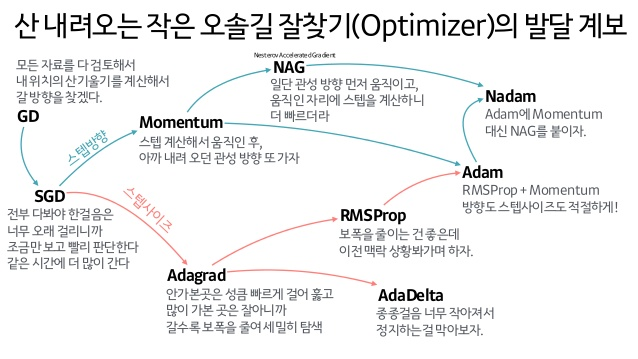 산 내려오는 작은 오솔길 잘찾기(Optimizer)의 발달 계보
모든 자료를 다 검토해서
내 위치의 산기울기를 계산해서
갈 방향을 찾겠다.
GD
스텝방향
SGD
전부 다봐야 한걸음은
너무 오래 걸리니까
조금만 보고 빨리 판단한다
같은 시간에 더 많이 간다
Momentum
스텝 계산해서 움직인 후,
아까 내려 오던 관성 방향 또 가자
Nesterov Accelerated Gradient
NAG
일단 관성 방향 먼저 움직이고,
움직인 자리에 스텝을 계산하니
더 빠르더라
Nadam
Adam에 Momentum
대신 NAG를 붙이자.
Adam
RMSProp + Momentum
방향도 스텝사이즈도 적절하게!
스텝사이즈
RMSProp
보폭을 줄이는 건 좋은데
이전 맥락 상황봐가며 하자.
Adagrad
안가본곳은 성큼 빠르게 걸어 훑고
많이 가본 곳은 잘아니까
갈수록 보폭을 줄여 세밀히 탐색
AdaDelta
종종걸음 너무 작아져서
정지하는걸 막아보자.